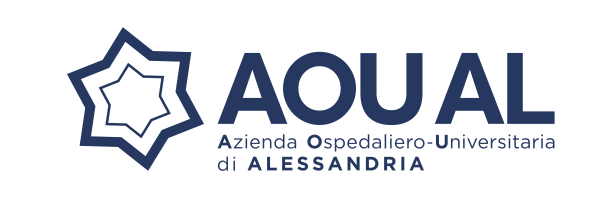 AOU AL
Azienda Ospedaliero-Universitaria
di ALESSANDRIA